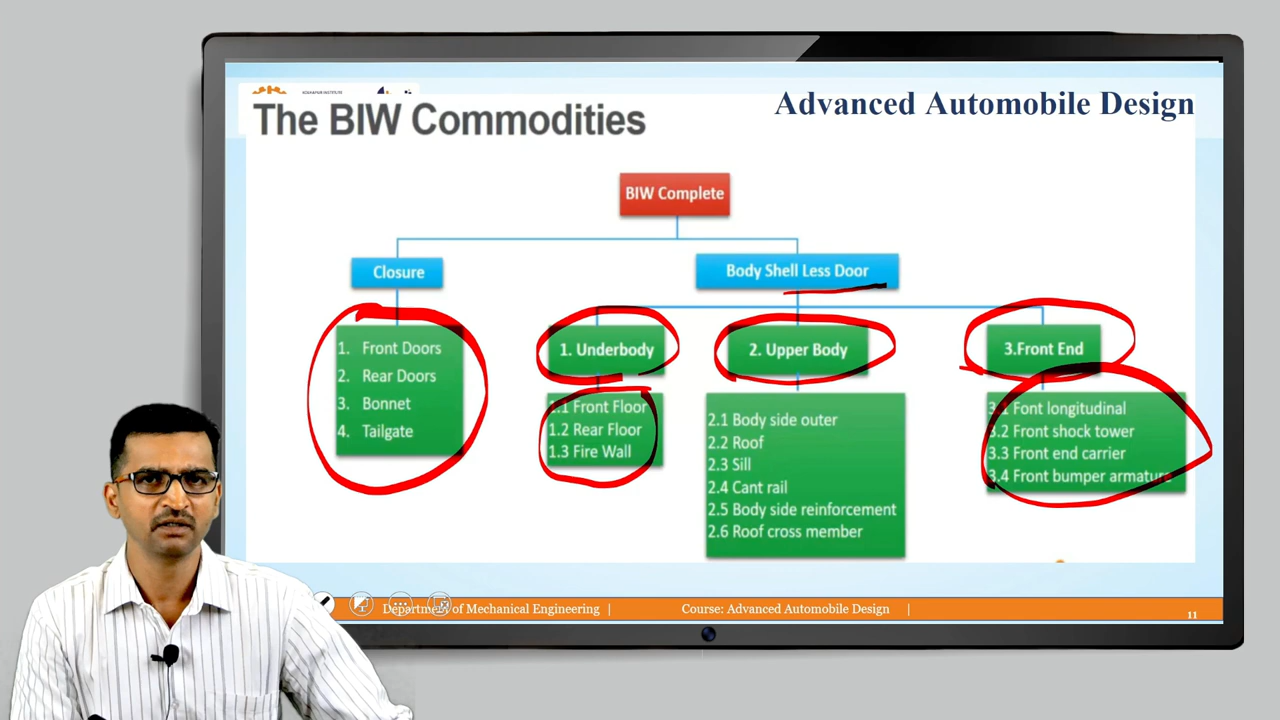 The BIW Commodities
Advanced Automobile Design
BIW Complete
Closure
Body Shell Less Door
1. Front Doors
2. Rear Doors
3. Bonnet
4. Tailgate
1. Underbody
1.1 Front Floor
1.2 Rear Floor
1.3 Fire Wall
2. Upper Body
2.1 Body side outer
2.2 Roof
2.3 Sill
2.4 Cant rail
2.5 Body side reinforcement
2.6 Roof cross member
3.Front End
3.1 Font longitudinal
3.2 Front shock tower
3.3 Front end carrier
3.4 Front bumper armature
Department of Mechanical Engineering |
Course: Advanced Automobile Design |
11